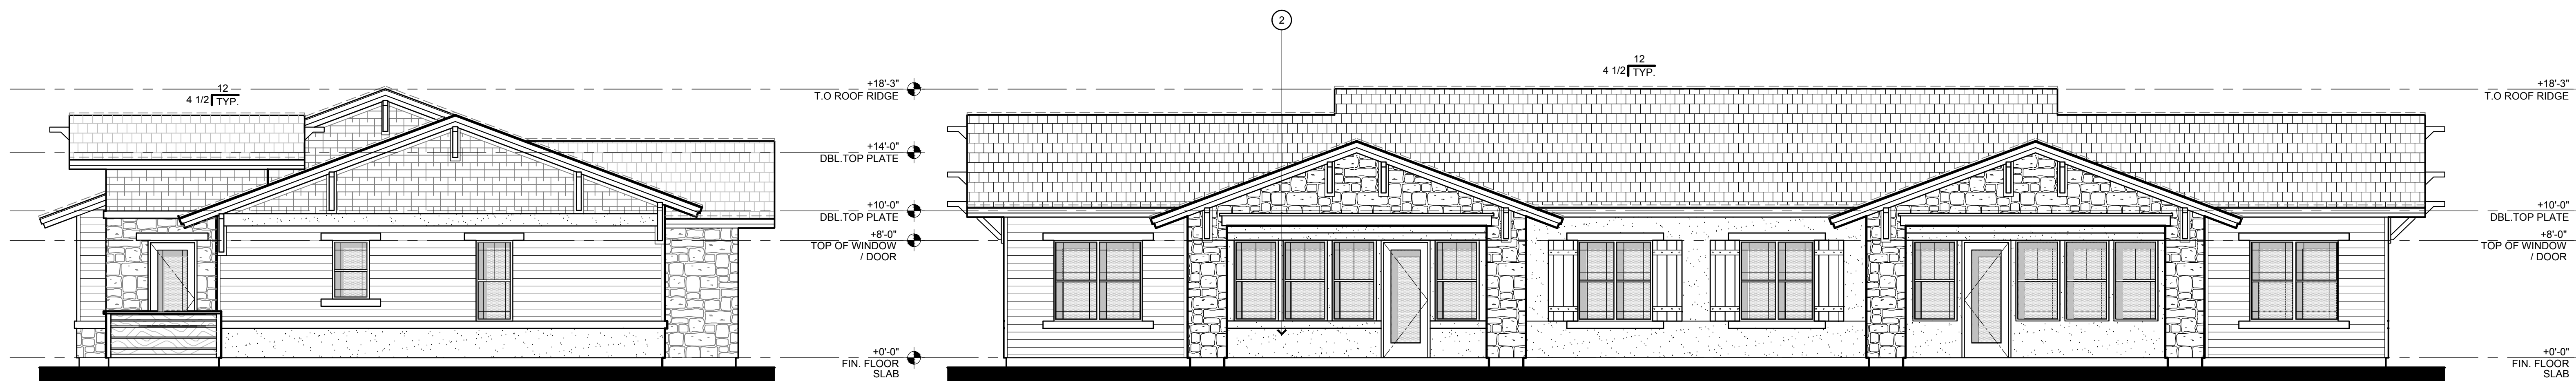 2
12
4 1/2 TYP.
+18'-3"
T.O ROOF RIDGE
+14'-0"
DBL.TOP PLATE
+10'-0"
DBL.TOP PLATE
+8'-0"
TOP OF WINDOW
/ DOOR
+0'-0"
FIN. FLOOR
SLAB
12
4 1/2 TYP.
+18'-3"
T.O ROOF RIDGE
+10'-0"
DBL.TOP PLATE
+8'-0"
TOP OF WINDOW
/ DOOR
+0'-0"
FIN. FLOOR
SLAB